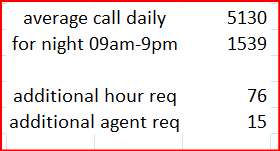 average call daily 5130
for night 09am-9pm 1539
additional hour req 76
additional agent req 15